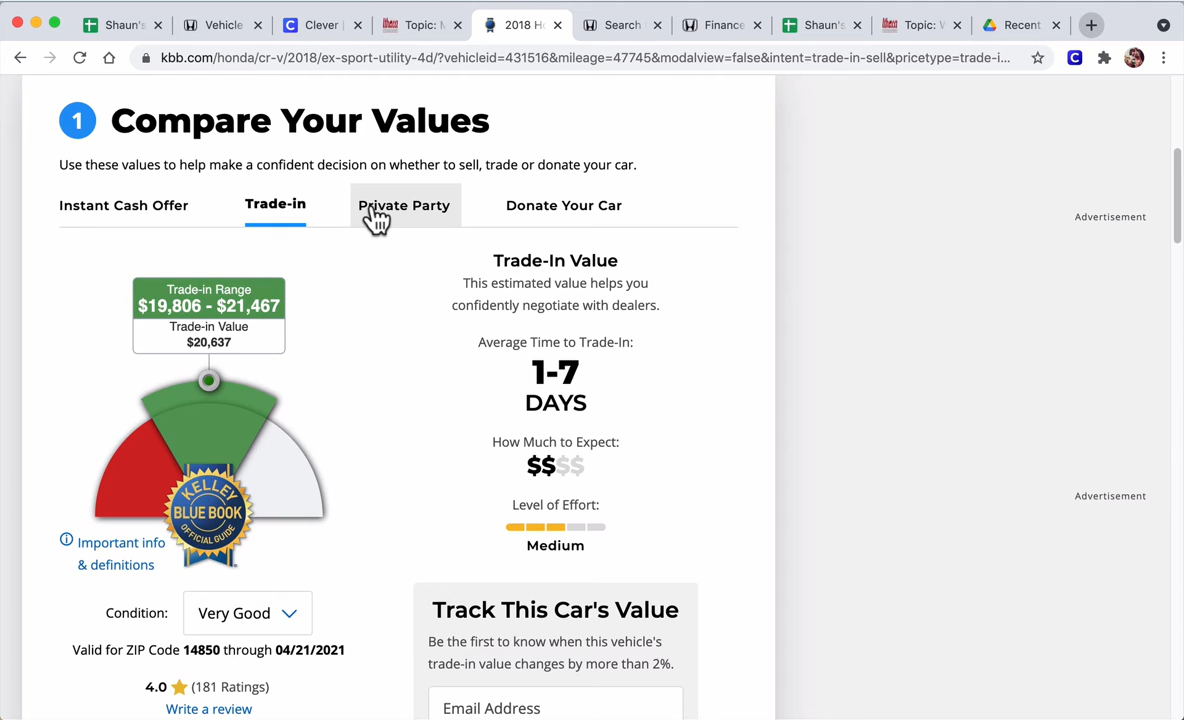 Shaun's
Vehicle
Clever
Topic: M
2018 Ho
Search
Finance
Shaun's
Topic: W
Recent
kbb.com/honda/cr-v/2018/ex-sport-utility-4d/?vehicleid=431516&mileage=47745&modalview=false&intent=trade-in-sell&pricetype=trade-i...
1 Compare Your Values
Use these values to help make a confident decision on whether to sell, trade or donate your car.
Instant Cash Offer
Trade-in
Private Party
Donate Your Car
Advertisement
Trade-in Range
$19,806 - $21,467
Trade-in Value
$20,637
KELLEY
BLUE BOOK
OFFICIAL GUIDE
Important info
& definitions
Condition: Very Good
Valid for ZIP Code 14850 through 04/21/2021
4.0 (181 Ratings)
Write a review
Trade-In Value
This estimated value helps you
confidently negotiate with dealers.
Average Time to Trade-In:
1-7
DAYS
How Much to Expect:
$$$$
Level of Effort:
Medium
Track This Car's Value
Be the first to know when this vehicle's
trade-in value changes by more than 2%.
Email Address
Advertisement